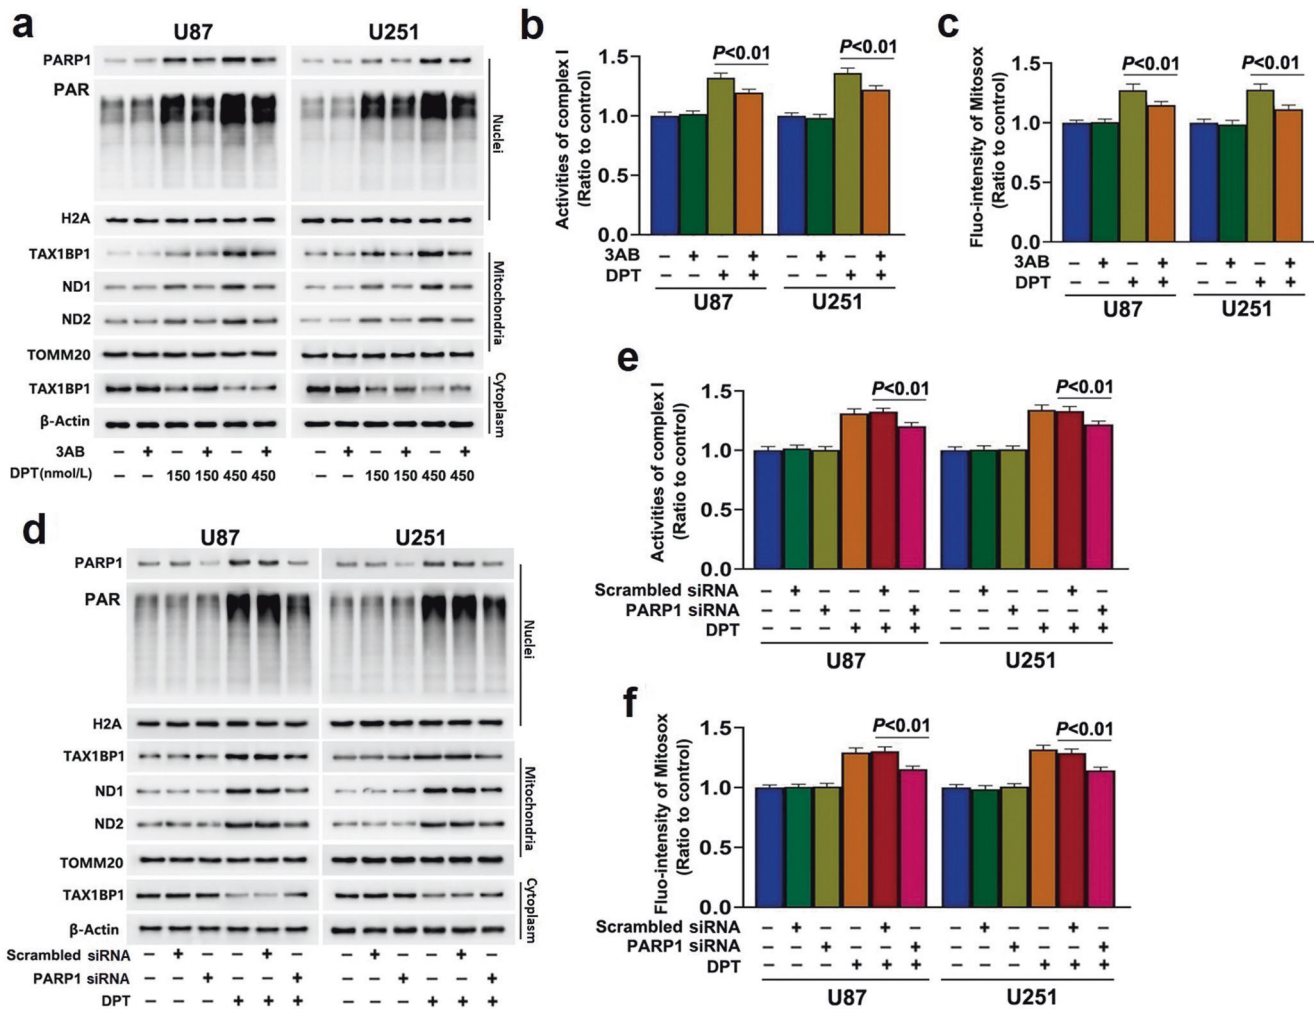 a
U87 U251
PARP1
PAR
Nuclei
H2A
TAX1BP1
ND1
Mitochondria
ND2
TOMM20
TAX1BP1
Cytoplasm
β-Actin
3AB – + – + – + – + – + – +
DPT(nmol/L) – – 150 150 450 450 – – 150 150 450 450
b
Activities of complex I
(Ratio to control)
1.5
1.0
0.5
0.0
P<0.01 P<0.01
3AB – + – + – + – +
DPT – – + + – – + +
U87 U251
c
Fluo-intensity of Mitosox
(Ratio to control)
1.5
1.0
0.5
0.0
P<0.01 P<0.01
3AB – + – + – + – +
DPT – – + + – – + +
U87 U251
d
U87 U251
PARP1
PAR
Nuclei
H2A
TAX1BP1
ND1
Mitochondria
ND2
TOMM20
TAX1BP1
Cytoplasm
β-Actin
Scrambled siRNA – + – – + – – + – – + –
PARP1 siRNA – – + – – + – – + – – +
DPT – – – + + + – – – + + +
e
Activities of complex I
(Ratio to control)
1.5
1.0
0.5
0.0
P<0.01 P<0.01
Scrambled siRNA – + – – + – – + – – + –
PARP1 siRNA – – + – – + – – + – – +
DPT – – – + + + – – – + + +
U87 U251
f
Fluo-intensity of Mitosox
(Ratio to control)
1.5
1.0
0.5
0.0
P<0.01 P<0.01
Scrambled siRNA – + – – + – – + – – + –
PARP1 siRNA – – + – – + – – + – – +
DPT – – – + + + – – – + + +
U87 U251